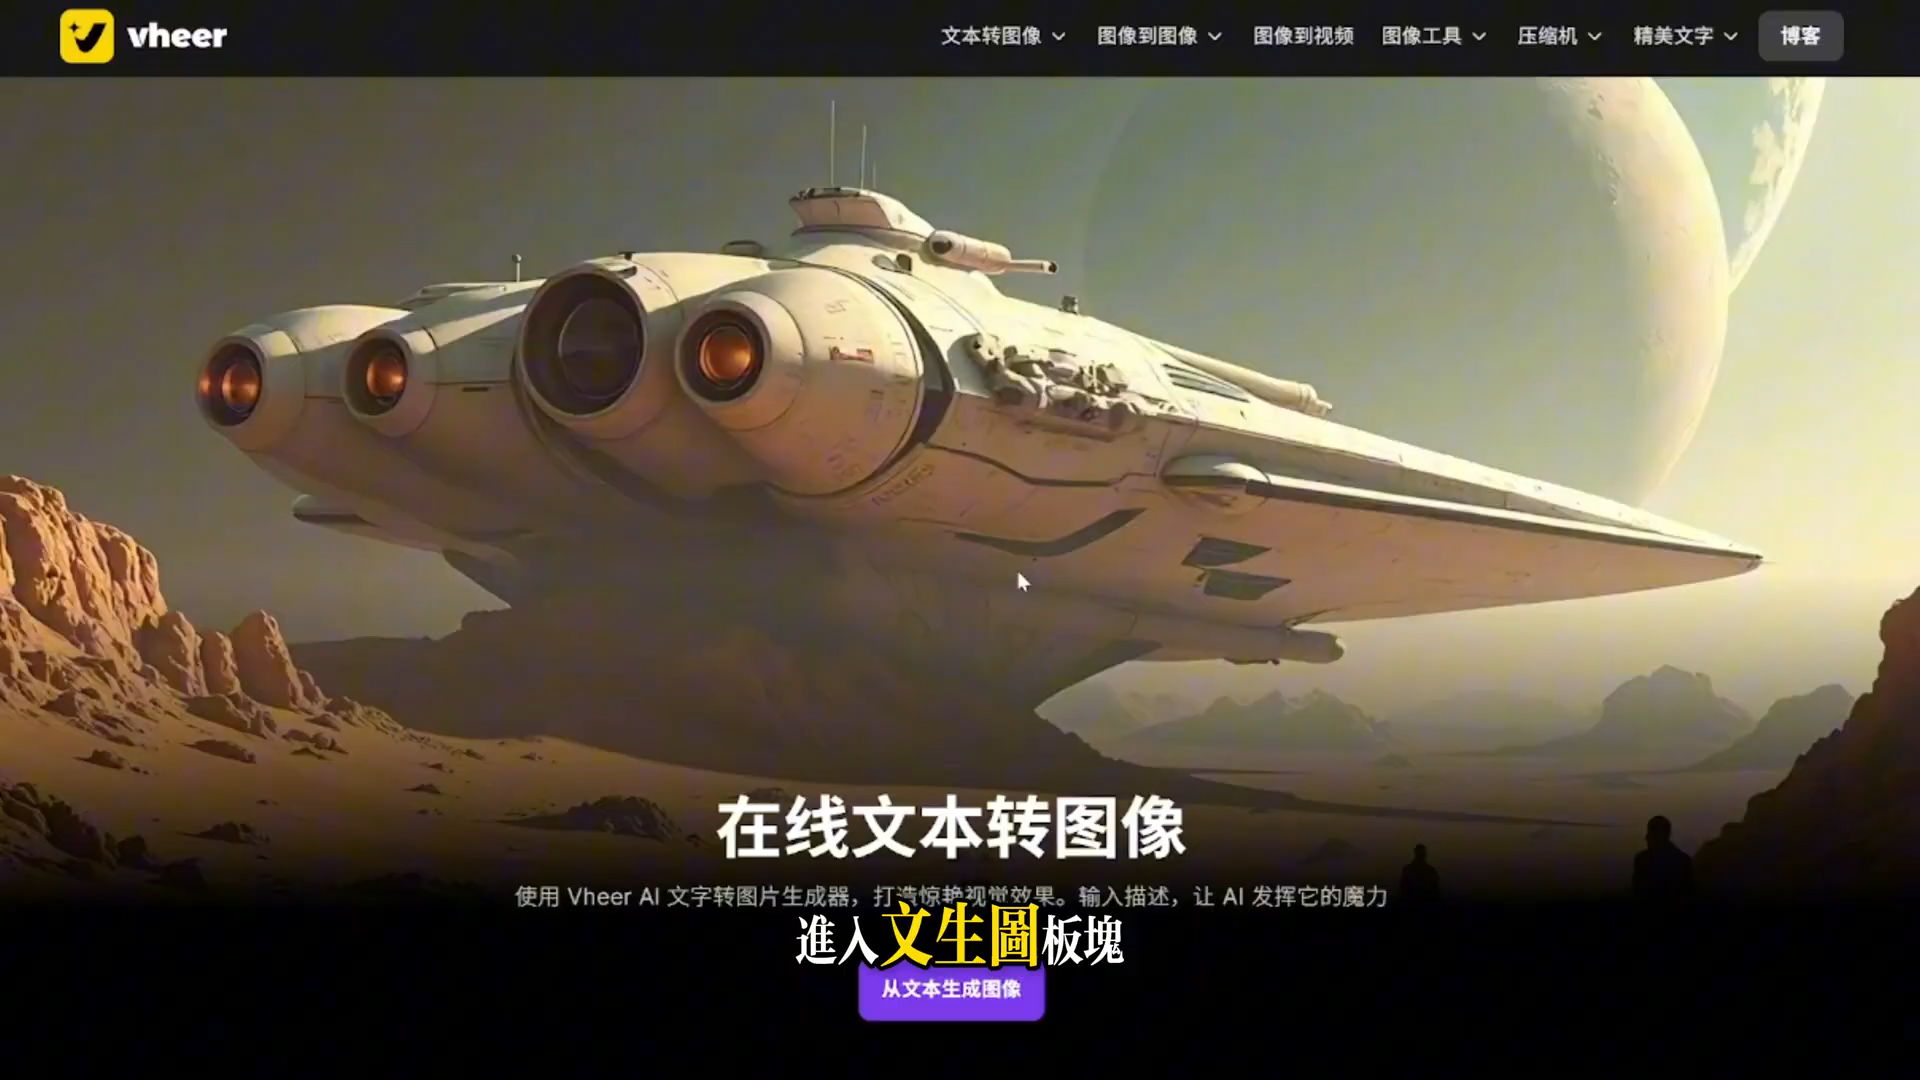 vheer
文本转图像
图像到图像
图像到视频
图像工具
压缩机
精美文字
博客
在线文本转图像
使用 Vheer AI 文字转图片生成器，打造惊艳视觉效果。输入描述，让 AI 发挥它的魔力
進入文生圖板塊
从文本生成图像